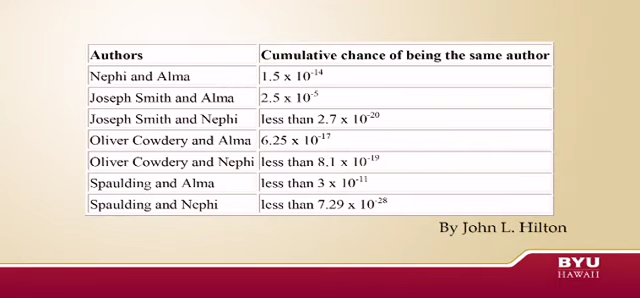 Authors Cumulative chance of being the same author
Nephi and Alma 1.5 x 10⁻¹⁴
Joseph Smith and Alma 2.5 x 10⁻⁵
Joseph Smith and Nephi less than 2.7 x 10⁻²⁰
Oliver Cowdery and Alma 6.25 x 10⁻¹⁷
Oliver Cowdery and Nephi less than 8.1 x 10⁻¹⁹
Spaulding and Alma less than 3 x 10⁻¹¹
Spaulding and Nephi less than 7.29 x 10⁻²⁸
By John L. Hilton
BYU
HAWAII